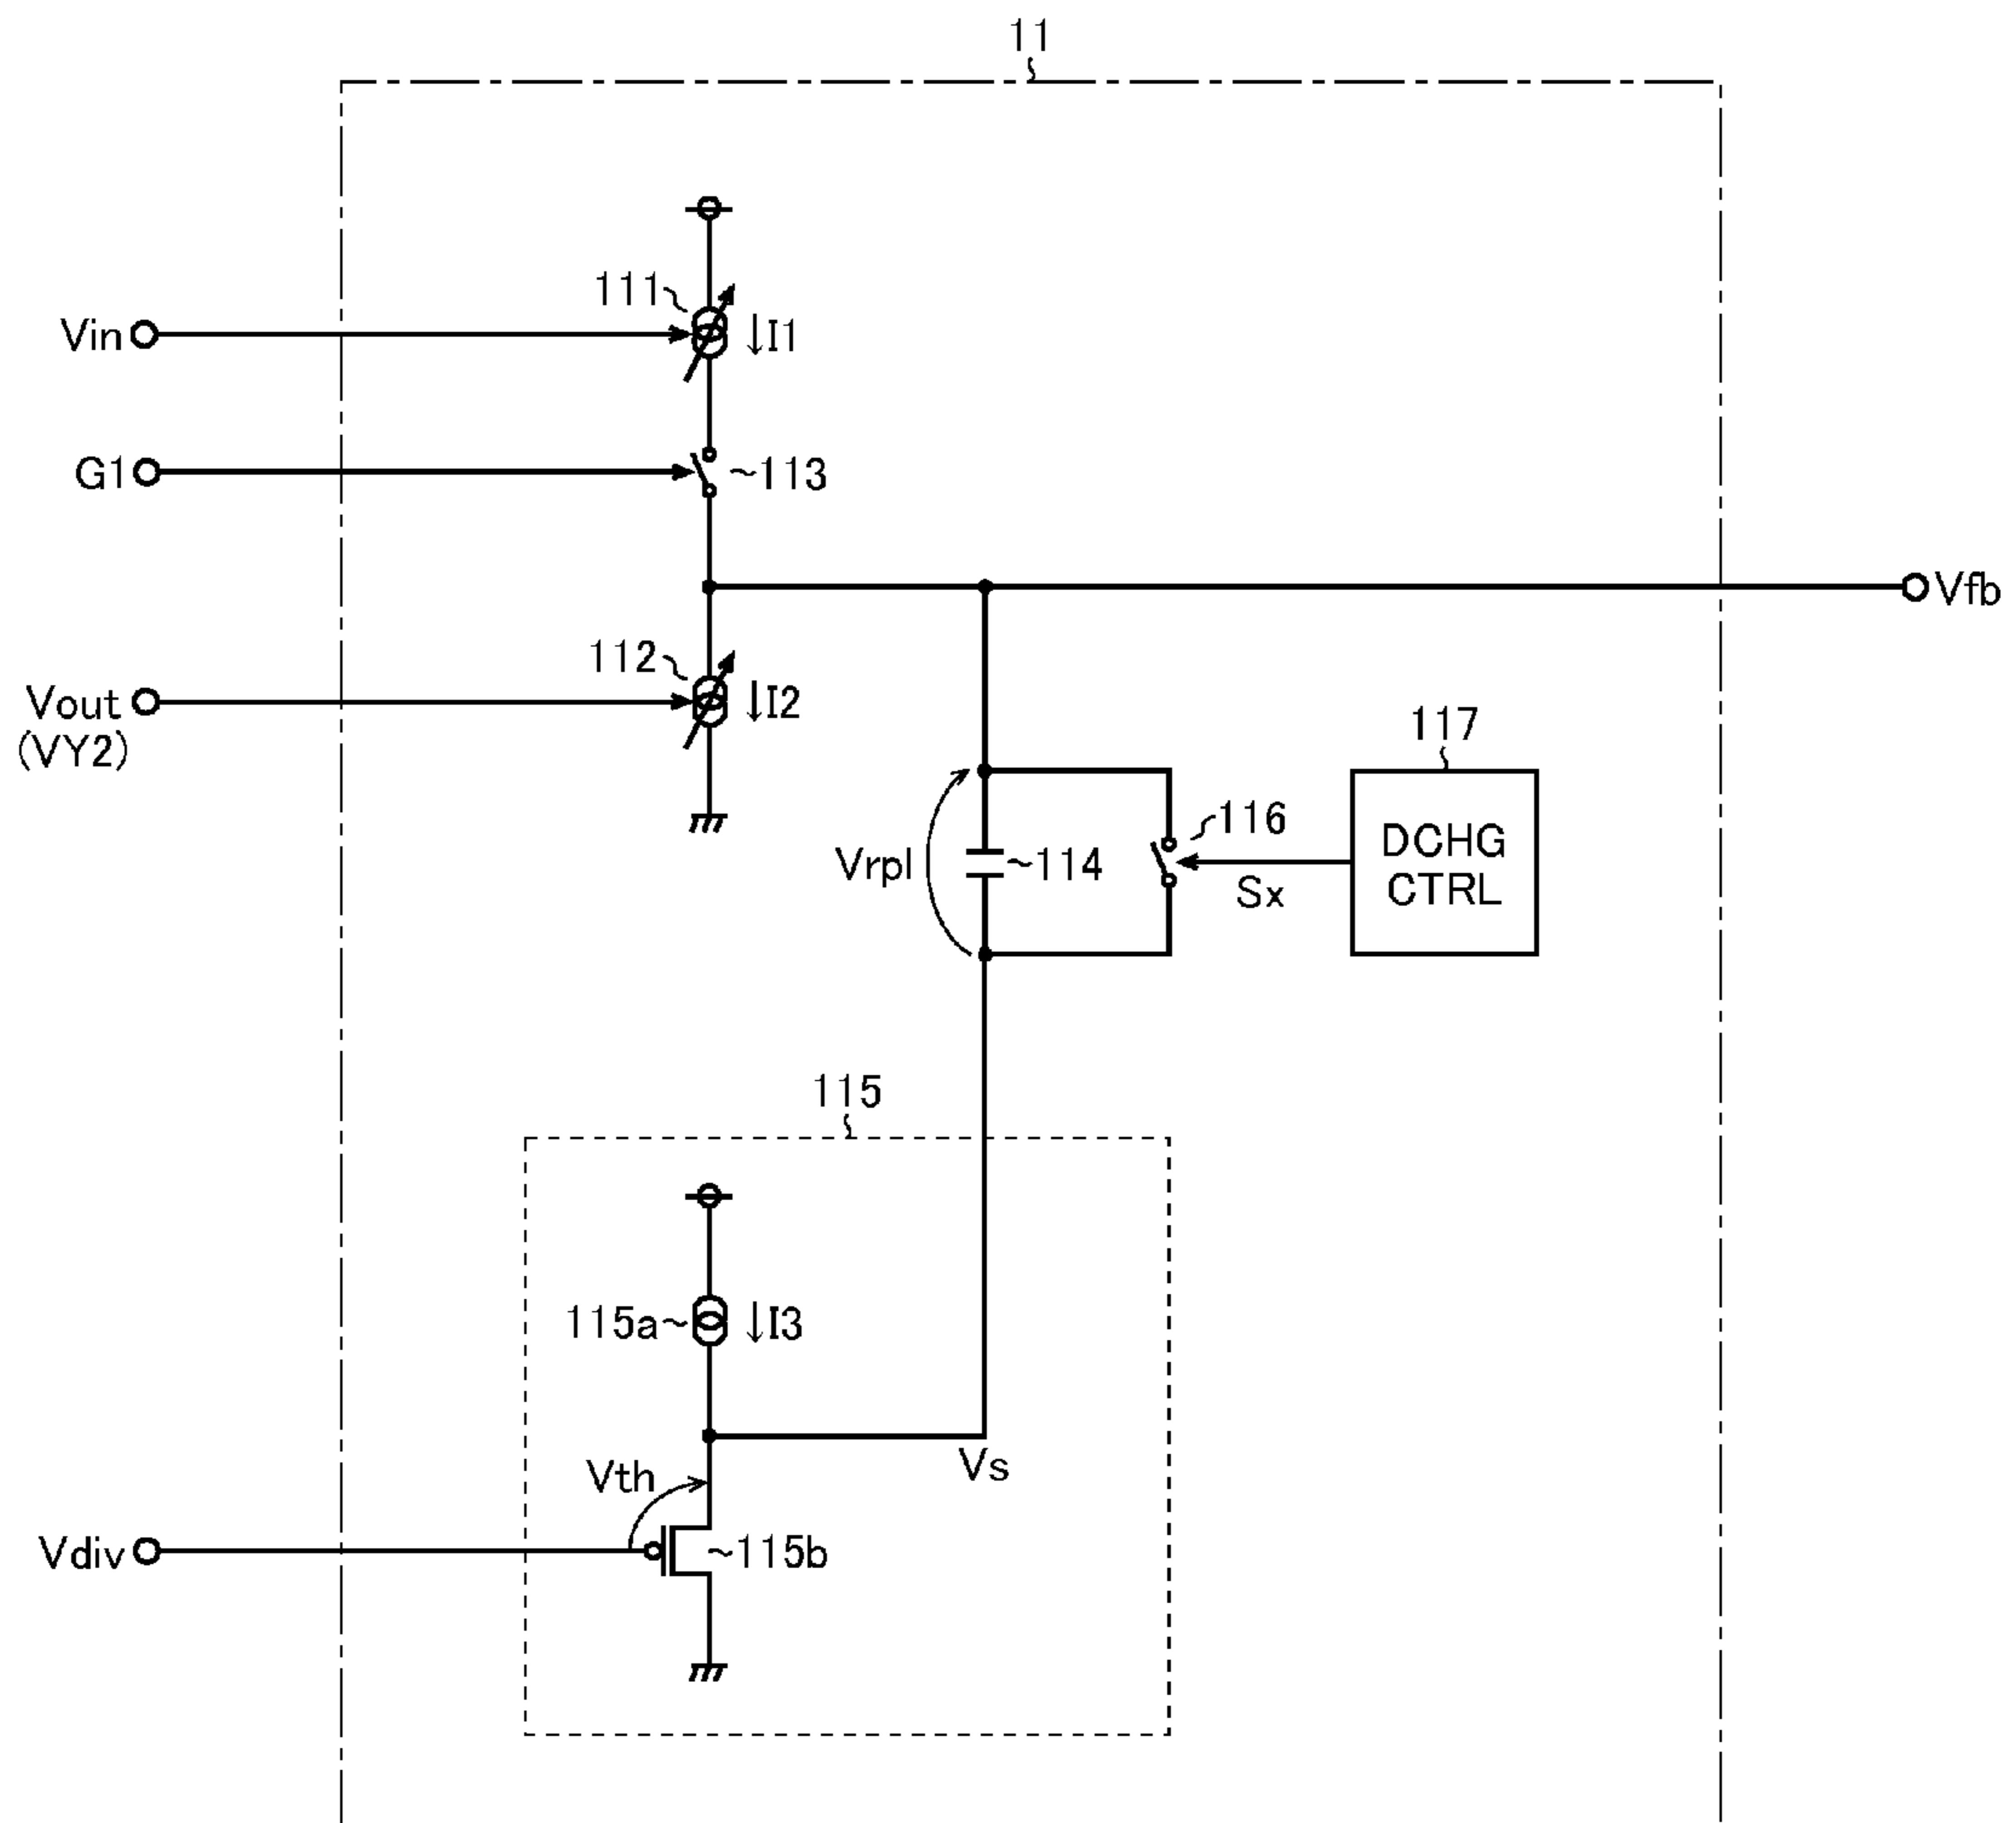 11
111
Vin
↓I1
G1
113
Vfb
112
Vout
(VY2)
↓I2
117
116
Vrpl
114
DCHG
CTRL
Sx
115
115a
↓I3
Vs
Vth
Vdiv
115b